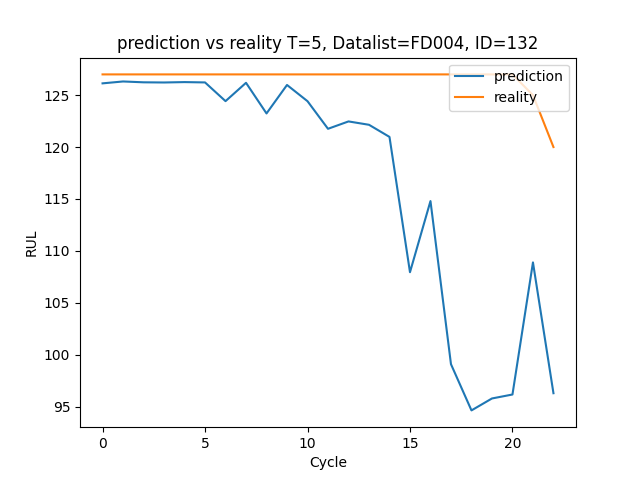 prediction vs reality T=5, Datalist=FD004, ID=132
prediction
reality
125
120
115
110
105
100
95
RUL
0 5 10 15 20
Cycle